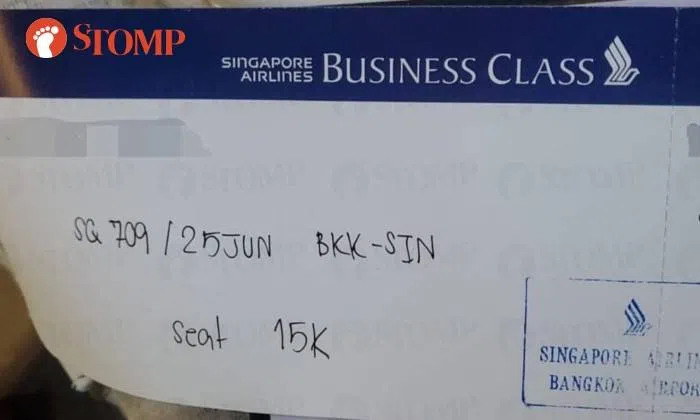 STOMP
SINGAPORE AIRLINES BUSINESS CLASS
SQ 709 / 25JUN BKK-SIN
seat 15K
SINGAPORE
BANGKOK